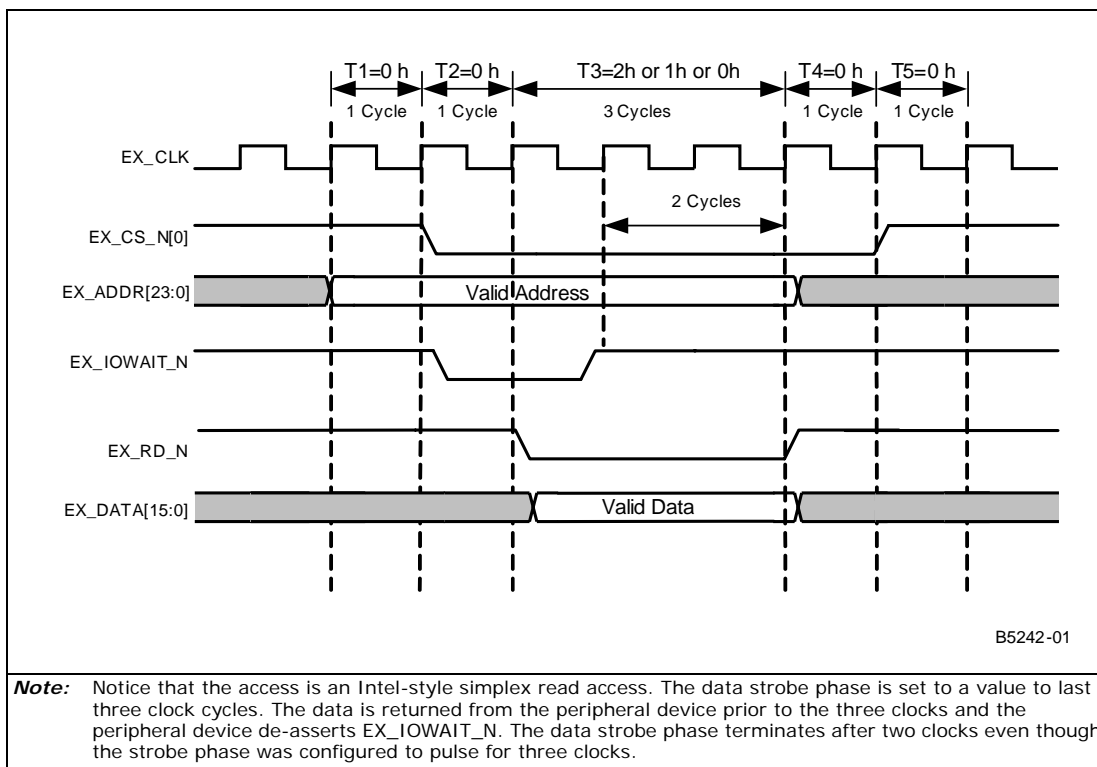 T1=0 h T2=0 h T3=2h or 1h or 0h T4=0 h T5=0 h
1 Cycle 1 Cycle 3 Cycles 1 Cycle 1 Cycle
EX_CLK
2 Cycles
EX_CS_N[0]
EX_ADDR[23:0] Valid Address
EX_IOWAIT_N
EX_RD_N
EX_DATA[15:0] Valid Data
B5242-01
Note: Notice that the access is an Intel-style simplex read access. The data strobe phase is set to a value to last
three clock cycles. The data is returned from the peripheral device prior to the three clocks and the
peripheral device de-asserts EX_IOWAIT_N. The data strobe phase terminates after two clocks even though
the strobe phase was configured to pulse for three clocks.